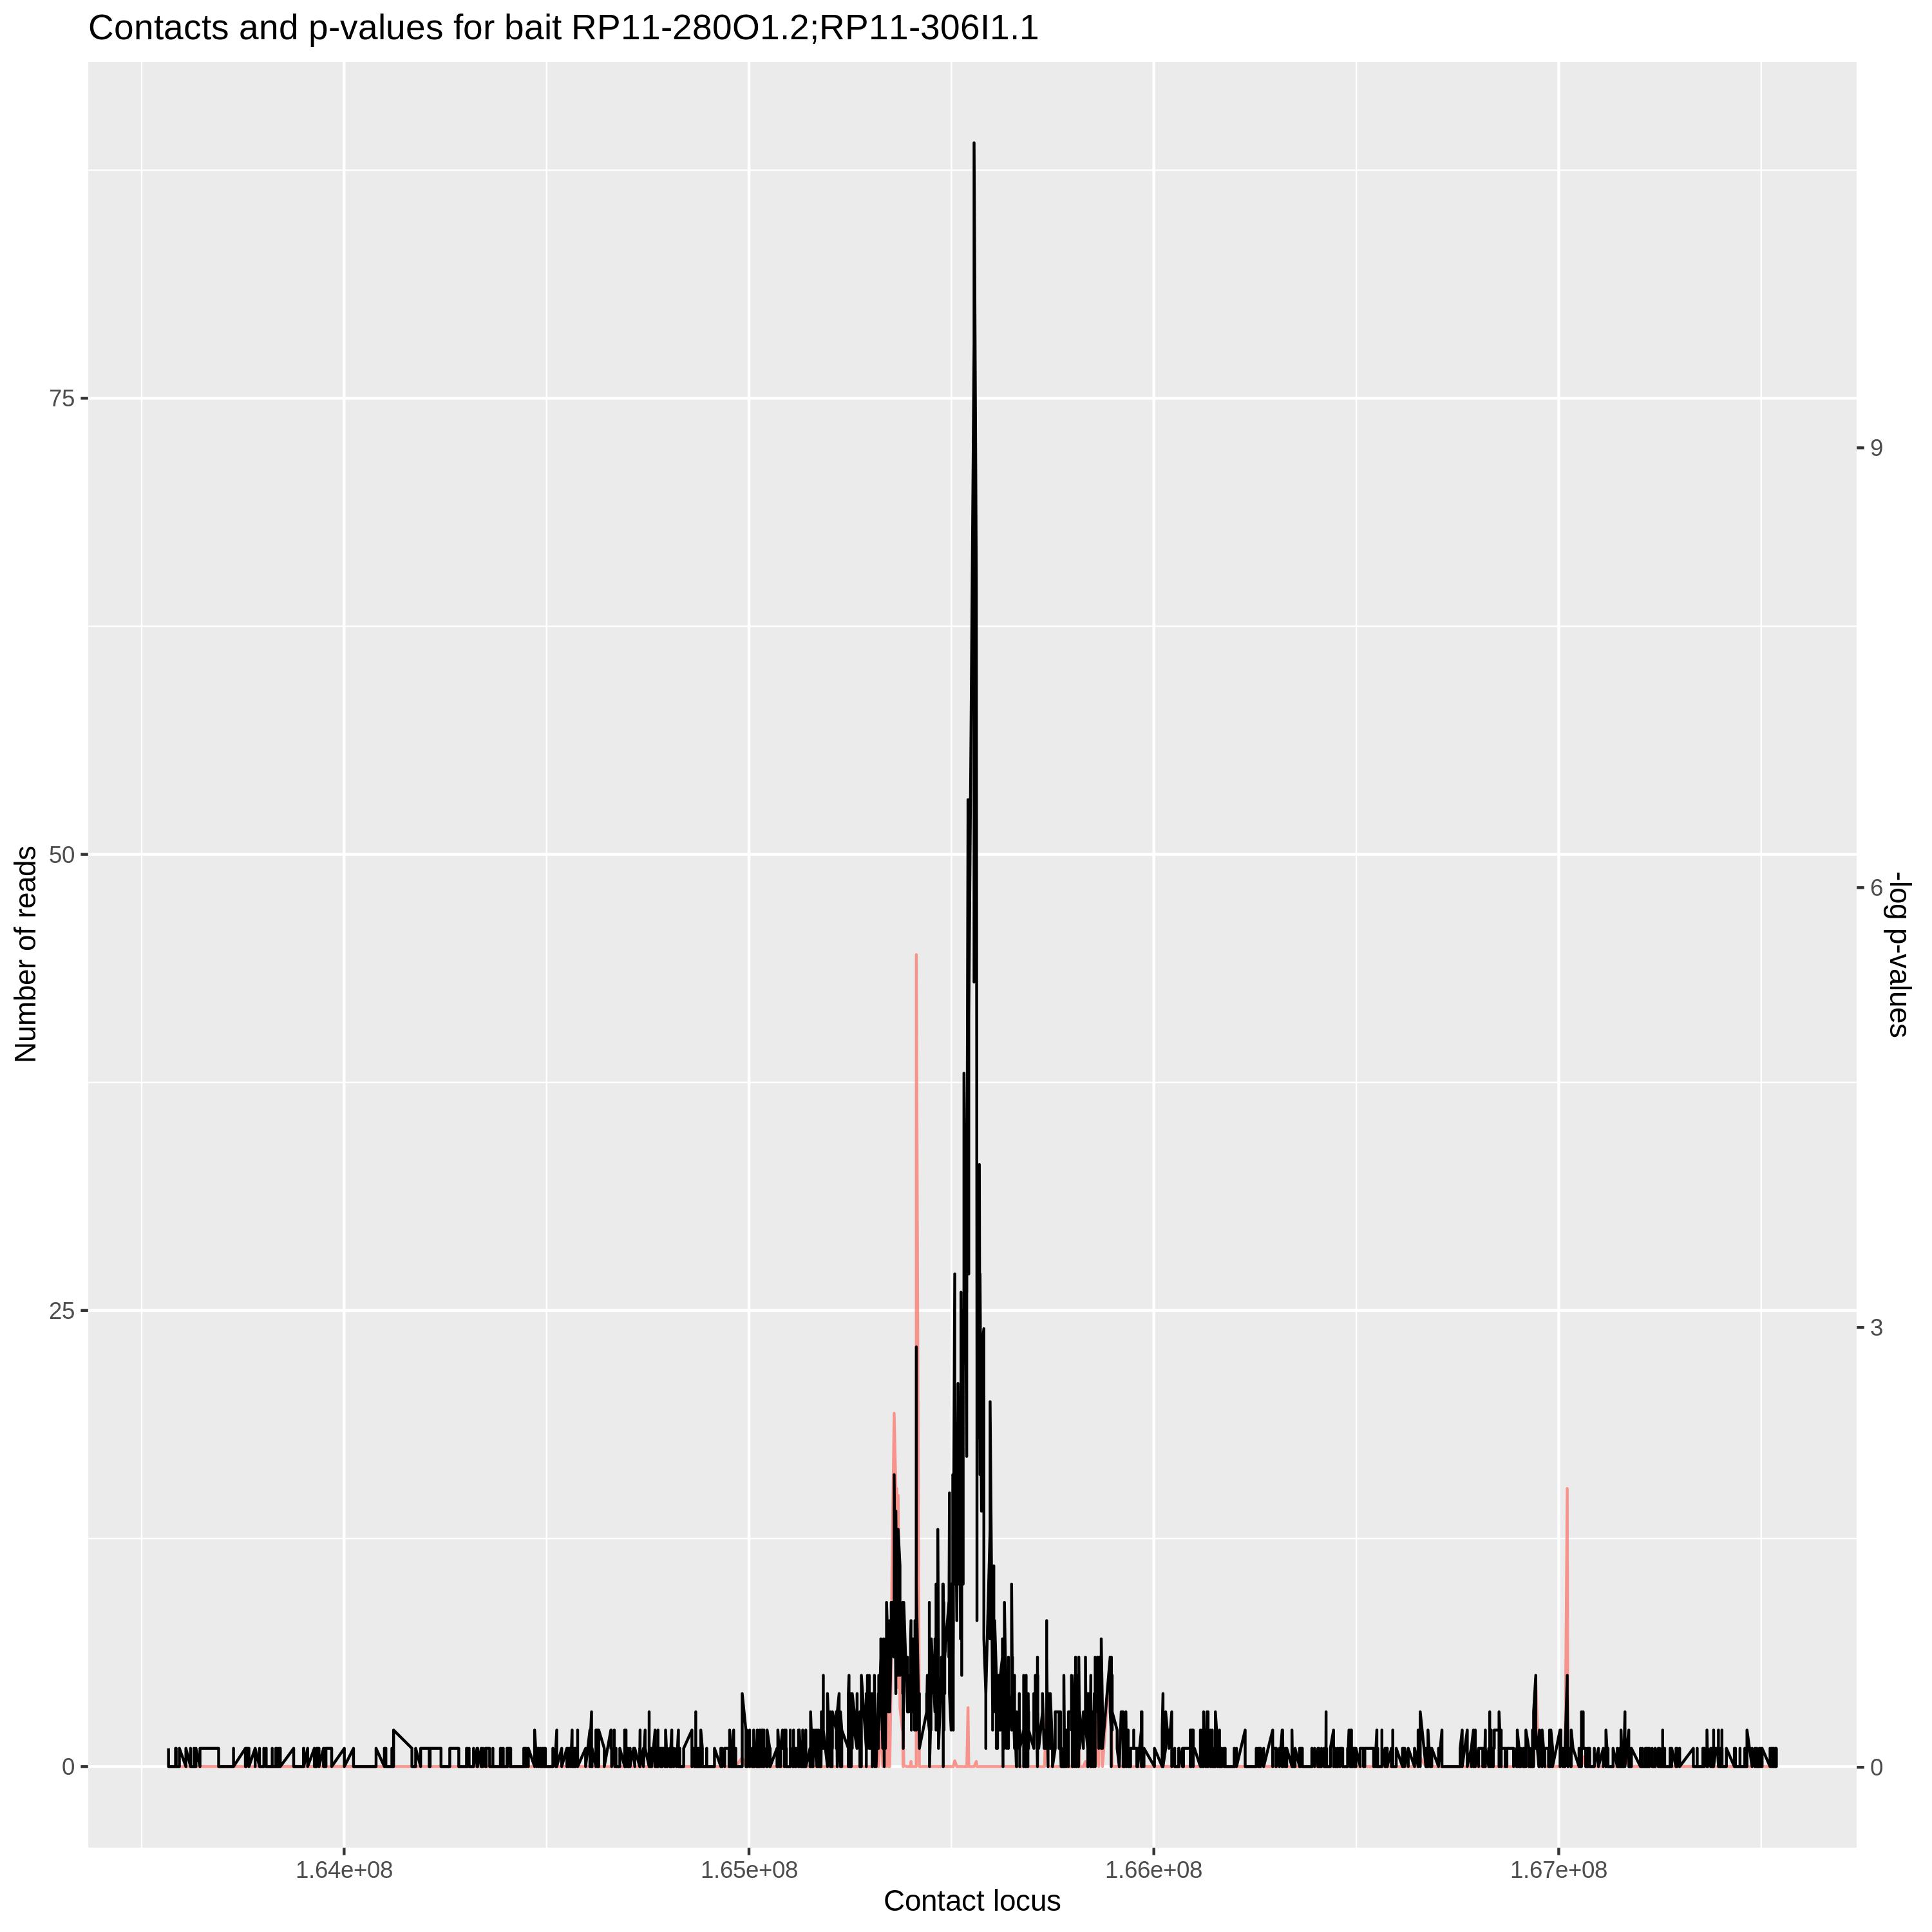 Contacts and p-values for bait RP11-280O1.2;RP11-306I1.1
75
50
25
0
Number of reads
9
6
3
0
-log p-values
1.64e+08
1.65e+08
1.66e+08
1.67e+08
Contact locus